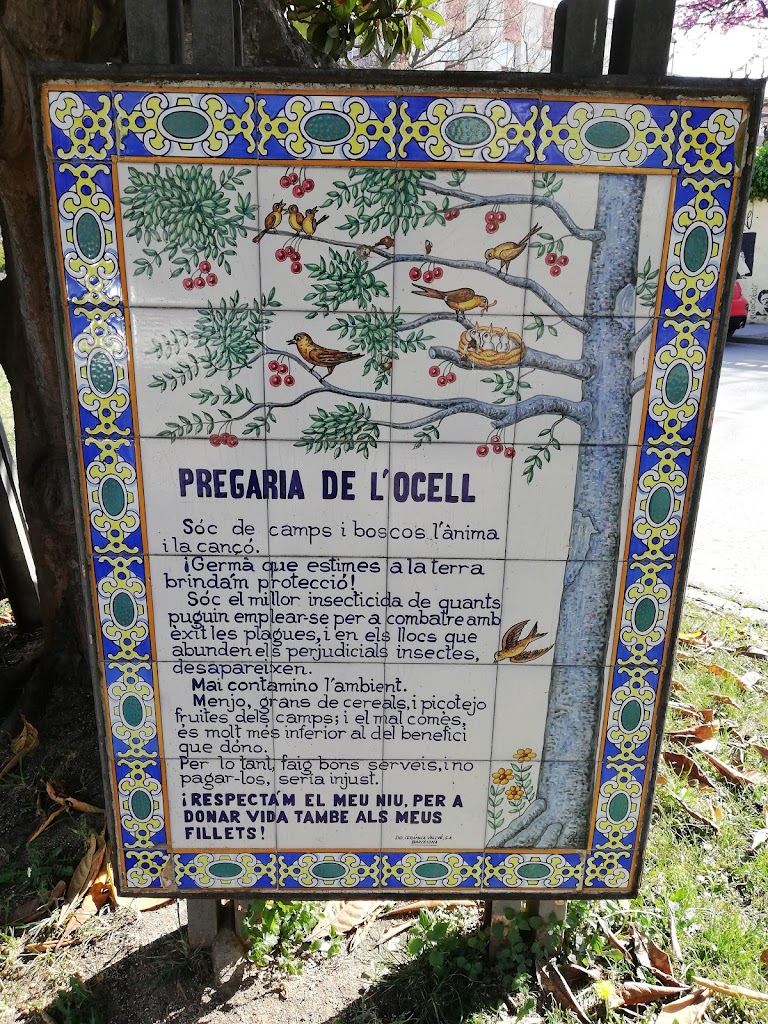 PREGARIA DE L'OCELL
Sóc de camps i boscos l'ànima
i la cançó.
¡Germà que estimes a la terra
brinda'm protecció!
Sóc el millor insecticida de quants
puguin emplear-se per a combatre amb
èxit les plagues, i en els llocs que
abunden els perjudicials insectes,
desapareixen.
Mai contamino l'ambient.
Menjo, grans de cereals, i picotejo
fruites dels camps; i el mal comès,
és molt més inferior al del benefici
que dóno.
Per lo tant, faig bons serveis, i no
pagar-los, seria injust.
¡RESPECTA'M EL MEU NIU, PER A
DONAR VIDA TAMBE ALS MEUS
FILLETS!
CERAMICA S.A.
BARCELONA